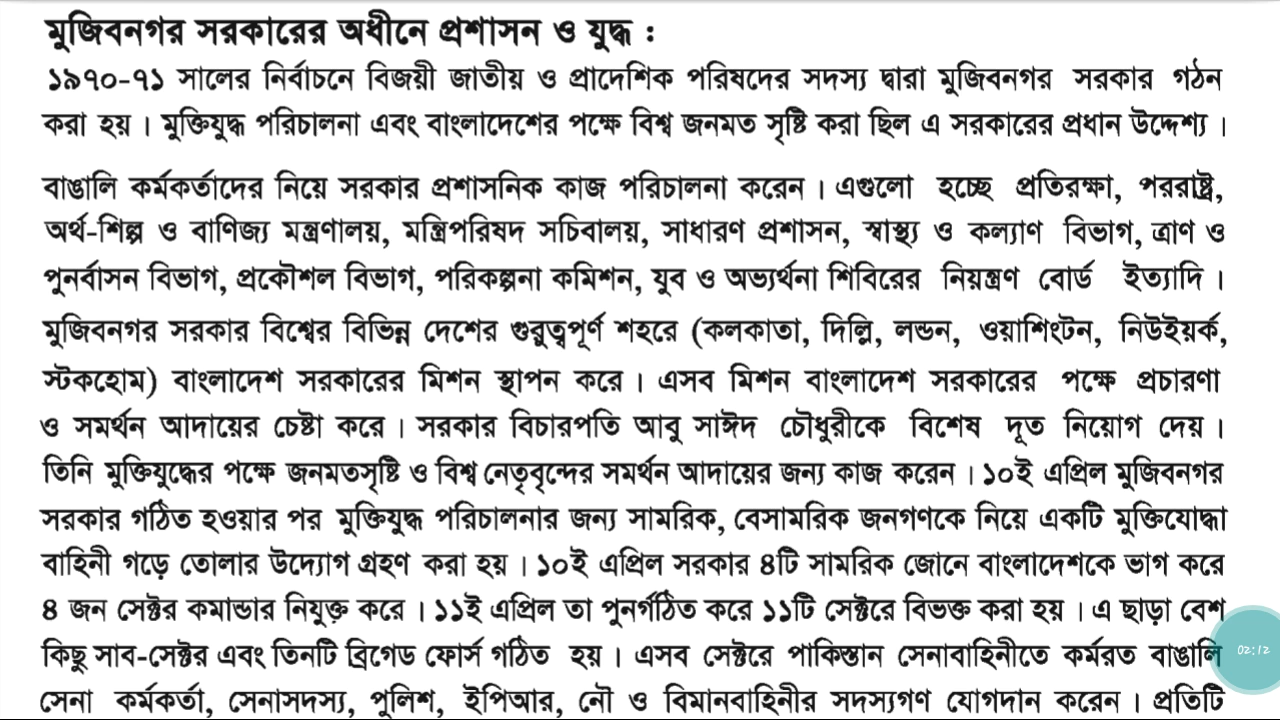 মুজিবনগর সরকারের অধীনে প্রশাসন ও যুদ্ধ :
১৯৭০-৭১ সালের নির্বাচনে বিজয়ী জাতীয় ও প্রাদেশিক পরিষদের সদস্য দ্বারা মুজিবনগর সরকার গঠন
করা হয়। মুক্তিযুদ্ধ পরিচালনা এবং বাংলাদেশের পক্ষে বিশ্ব জনমত সৃষ্টি করা ছিল এ সরকারের প্রধান উদ্দেশ্য।
বাঙালি কর্মকর্তাদের নিয়ে সরকার প্রশাসনিক কাজ পরিচালনা করেন। এগুলো হচ্ছে প্রতিরক্ষা, পররাষ্ট্র,
অর্থ-শিল্প ও বাণিজ্য মন্ত্রণালয়, মন্ত্রিপরিষদ সচিবালয়, সাধারণ প্রশাসন, স্বাস্থ্য ও কল্যাণ বিভাগ, ত্রাণ ও
পুনর্বাসন বিভাগ, প্রকৌশল বিভাগ, পরিকল্পনা কমিশন, যুব ও অভ্যর্থনা শিবিরের নিয়ন্ত্রণ বোর্ড ইত্যাদি।
মুজিবনগর সরকার বিশ্বের বিভিন্ন দেশের গুরুত্বপূর্ণ শহরে (কলকাতা, দিল্লি, লন্ডন, ওয়াশিংটন, নিউইয়র্ক,
স্টকহোম) বাংলাদেশ সরকারের মিশন স্থাপন করে। এসব মিশন বাংলাদেশ সরকারের পক্ষে প্রচারণা
ও সমর্থন আদায়ের চেষ্টা করে। সরকার বিচারপতি আবু সাঈদ চৌধুরীকে বিশেষ দূত নিয়োগ দেয়।
তিনি মুক্তিযুদ্ধের পক্ষে জনমতসৃষ্টি ও বিশ্ব নেতৃবৃন্দের সমর্থন আদায়ের জন্য কাজ করেন। ১০ই এপ্রিল মুজিবনগর
সরকার গঠিত হওয়ার পর মুক্তিযুদ্ধ পরিচালনার জন্য সামরিক, বেসামরিক জনগণকে নিয়ে একটি মুক্তিযোদ্ধা
বাহিনী গড়ে তোলার উদ্যোগ গ্রহণ করা হয়। ১০ই এপ্রিল সরকার ৪টি সামরিক জোনে বাংলাদেশকে ভাগ করে
৪ জন সেক্টর কমান্ডার নিযুক্ত করে। ১১ই এপ্রিল তা পুনর্গঠিত করে ১১টি সেক্টরে বিভক্ত করা হয়। এ ছাড়া বেশ
কিছু সাব-সেক্টর এবং তিনটি ব্রিগেড ফোর্স গঠিত হয়। এসব সেক্টরে পাকিস্তান সেনাবাহিনীতে কর্মরত বাঙালি
02:12
সেনা কর্মকর্তা, সেনাসদস্য, পুলিশ, ইপিআর, নৌ ও বিমানবাহিনীর সদস্যগণ যোগদান করেন। প্রতিটি